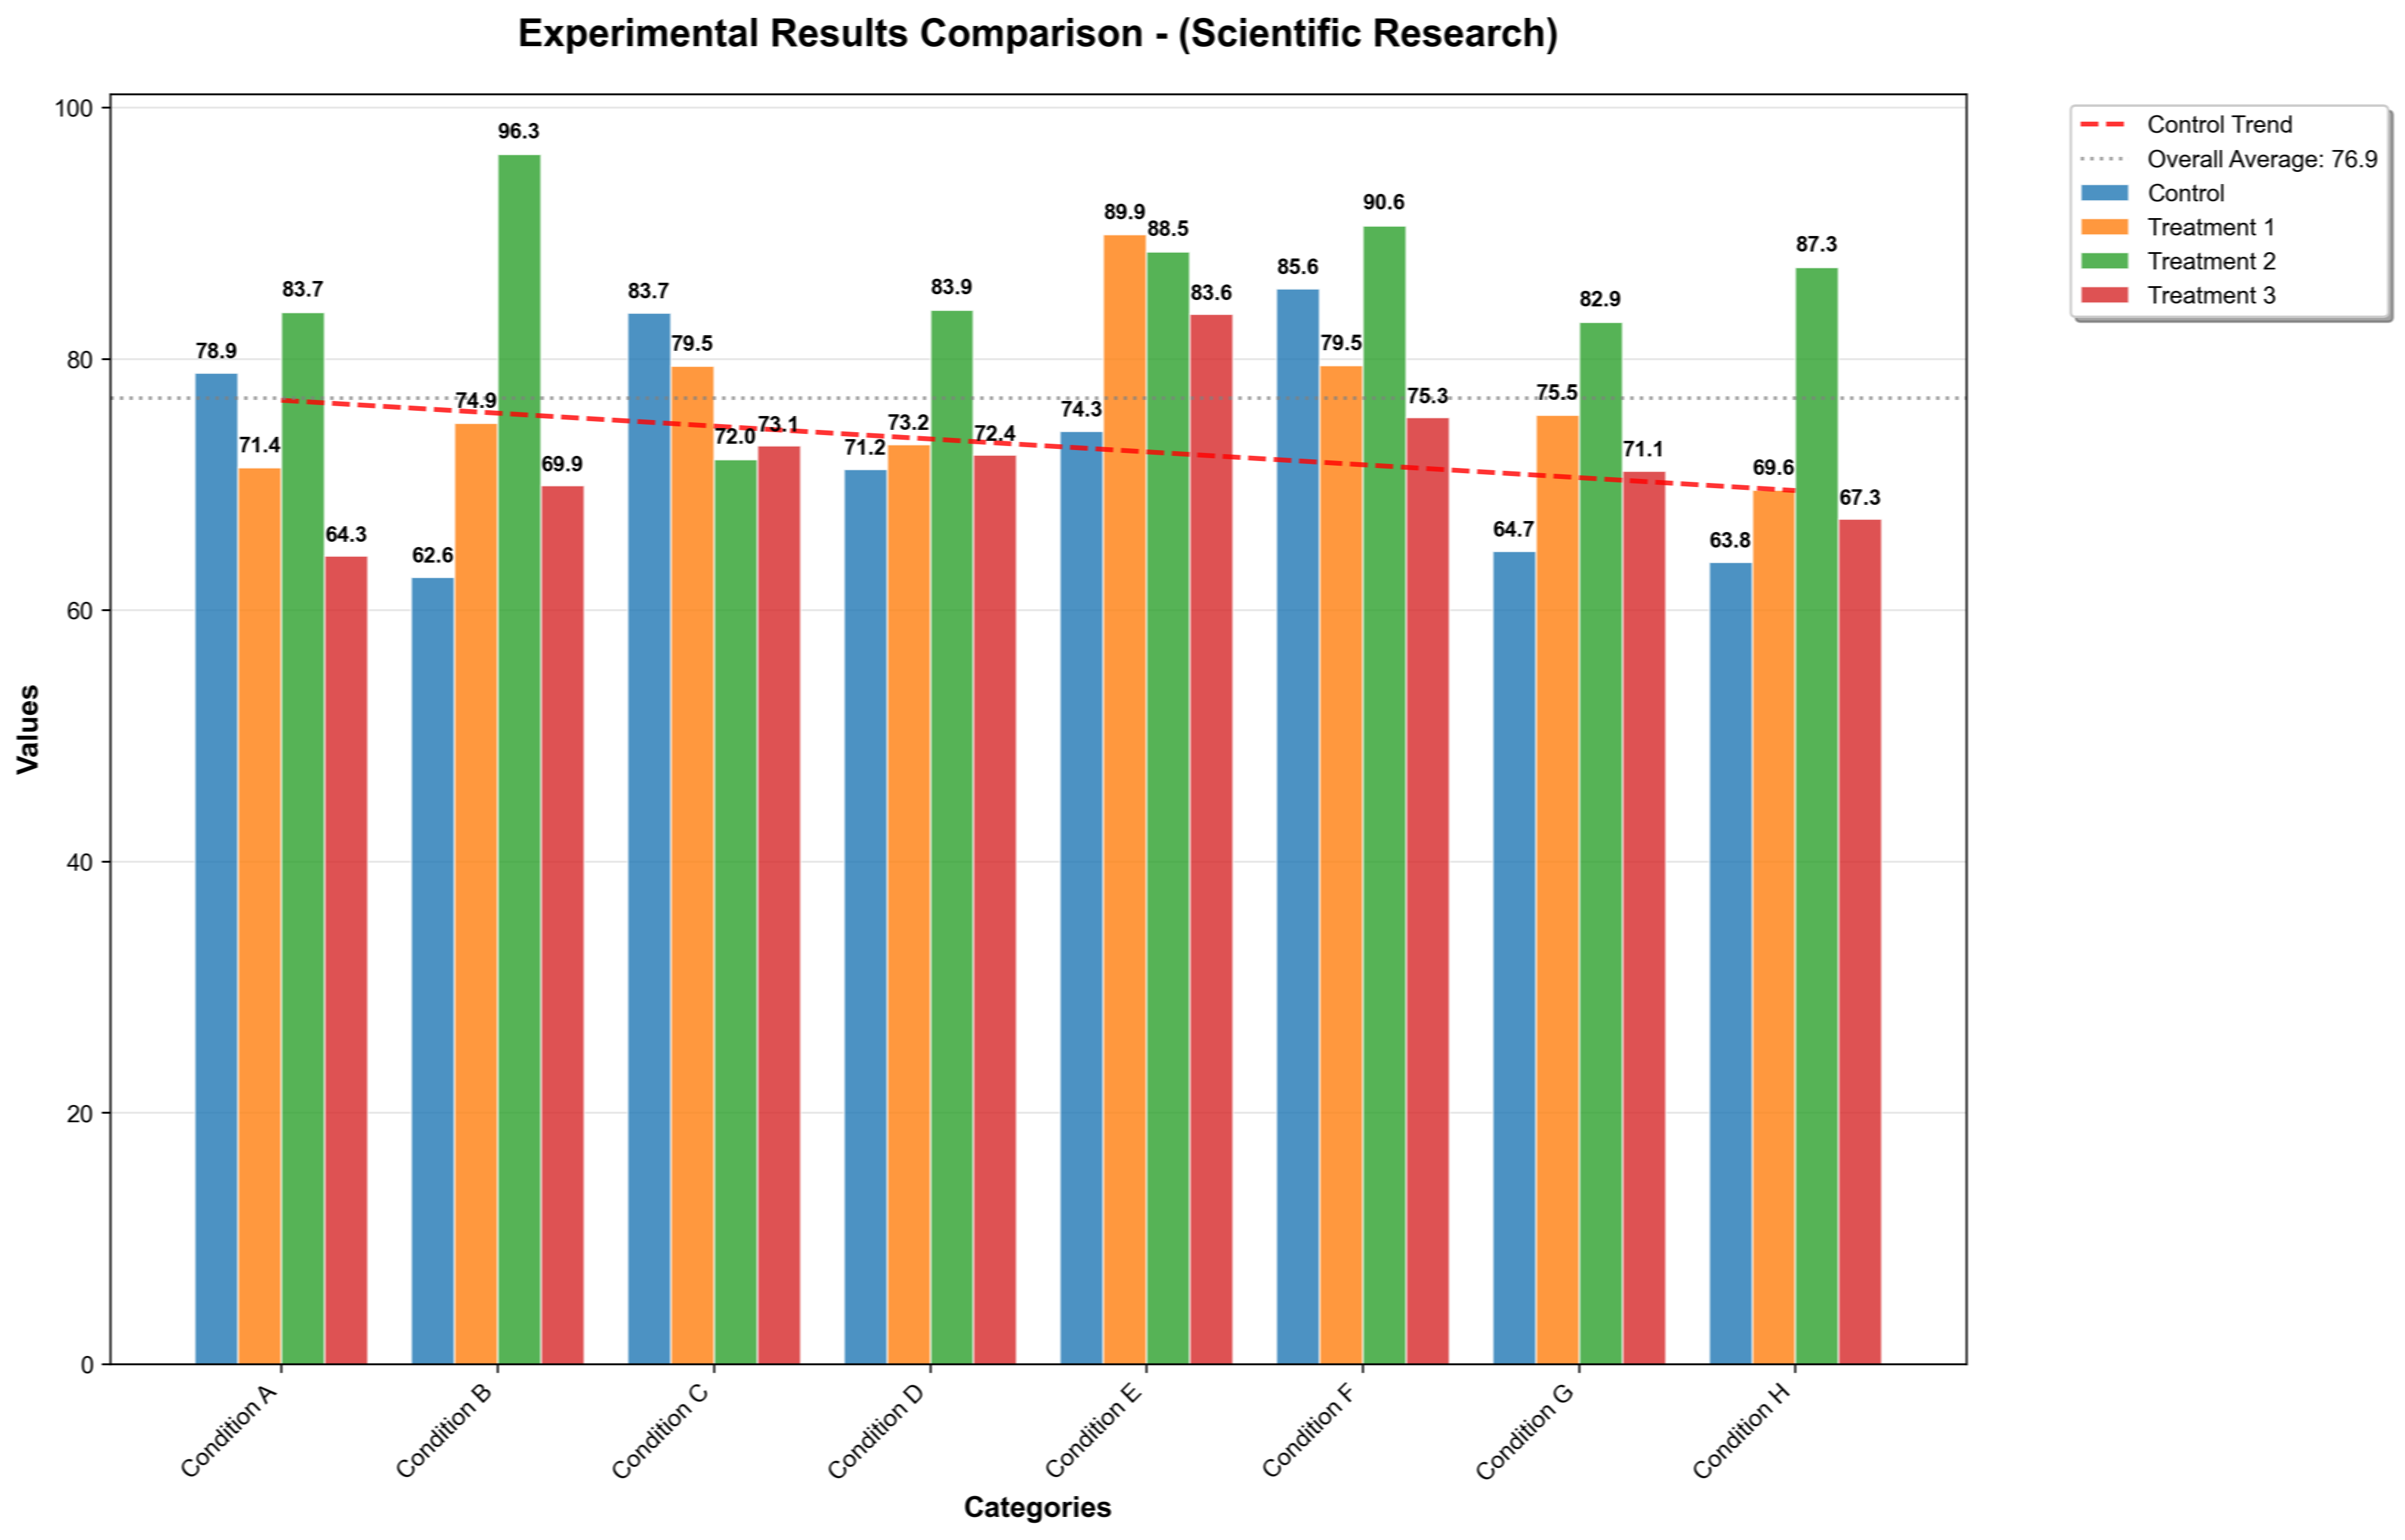 Experimental Results Comparison - (Scientific Research)
Control Trend
Overall Average: 76.9
Control
Treatment 1
Treatment 2
Treatment 3
Values
100
80
60
40
20
0
78.9
71.4
83.7
64.3
62.6
74.9
96.3
69.9
83.7
79.5
72.0
73.1
71.2
73.2
83.9
72.4
74.3
89.9
88.5
83.6
85.6
79.5
90.6
75.3
64.7
75.5
82.9
71.1
63.8
69.6
87.3
67.3
Condition A
Condition B
Condition C
Condition D
Condition E
Condition F
Condition G
Condition H
Categories